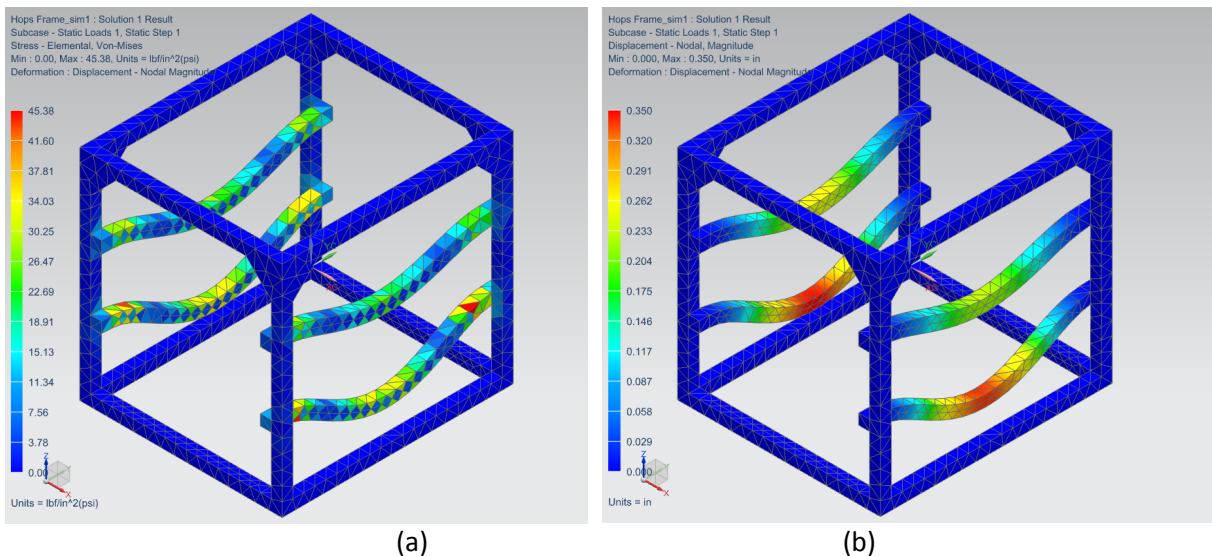 Hops Frame_sim1 : Solution 1 Result
Subcase - Static Loads 1, Static Step 1
Stress - Elemental, Von-Mises
Min : 0.00, Max : 45.38, Units = lbf/in^2(psi)
Deformation : Displacement - Nodal Magnitude
45.38
41.60
37.81
34.03
30.25
26.47
22.69
18.91
15.13
11.34
7.56
3.78
0.00
Z
X
Units = lbf/in^2(psi)
(a)
Hops Frame_sim1 : Solution 1 Result
Subcase - Static Loads 1, Static Step 1
Displacement - Nodal, Magnitude
Min : 0.000, Max : 0.350, Units = in
Deformation : Displacement - Nodal Magnitude
0.350
0.320
0.291
0.262
0.233
0.204
0.175
0.146
0.117
0.087
0.058
0.029
0.000
Z
X
Units = in
(b)